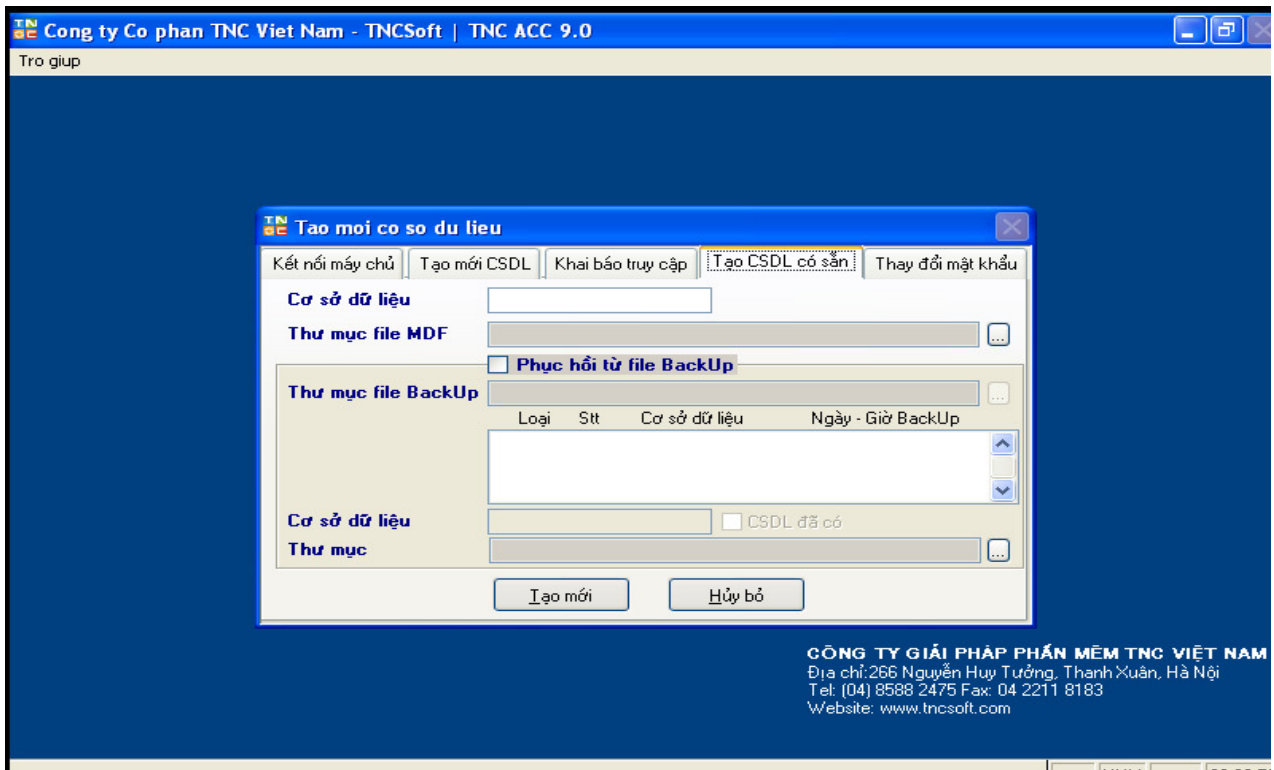 TNC Cong ty Co phan TNC Viet Nam - TNCSoft | TNC ACC 9.0
Tro giup
TNC Tao moi co so du lieu
Kết nối máy chủ Tạo mới CSDL Khai báo truy cập Tạo CSDL có sẵn Thay đổi mật khẩu
Cơ sở dữ liệu
Thư mục file MDF ...
Phục hồi từ file BackUp
Thư mục file BackUp ...
Loại Stt Cơ sở dữ liệu Ngày - Giờ BackUp
Cơ sở dữ liệu CSDL đã có
Thư mục ...
Tạo mới Hủy bỏ
CÔNG TY GIẢI PHÁP PHẦN MỀM TNC VIỆT NAM
Địa chỉ:266 Nguyễn Huy Tưởng, Thanh Xuân, Hà Nội
Tel: (04) 8588 2475 Fax: 04 2211 8183
Website: www.tncsoft.com